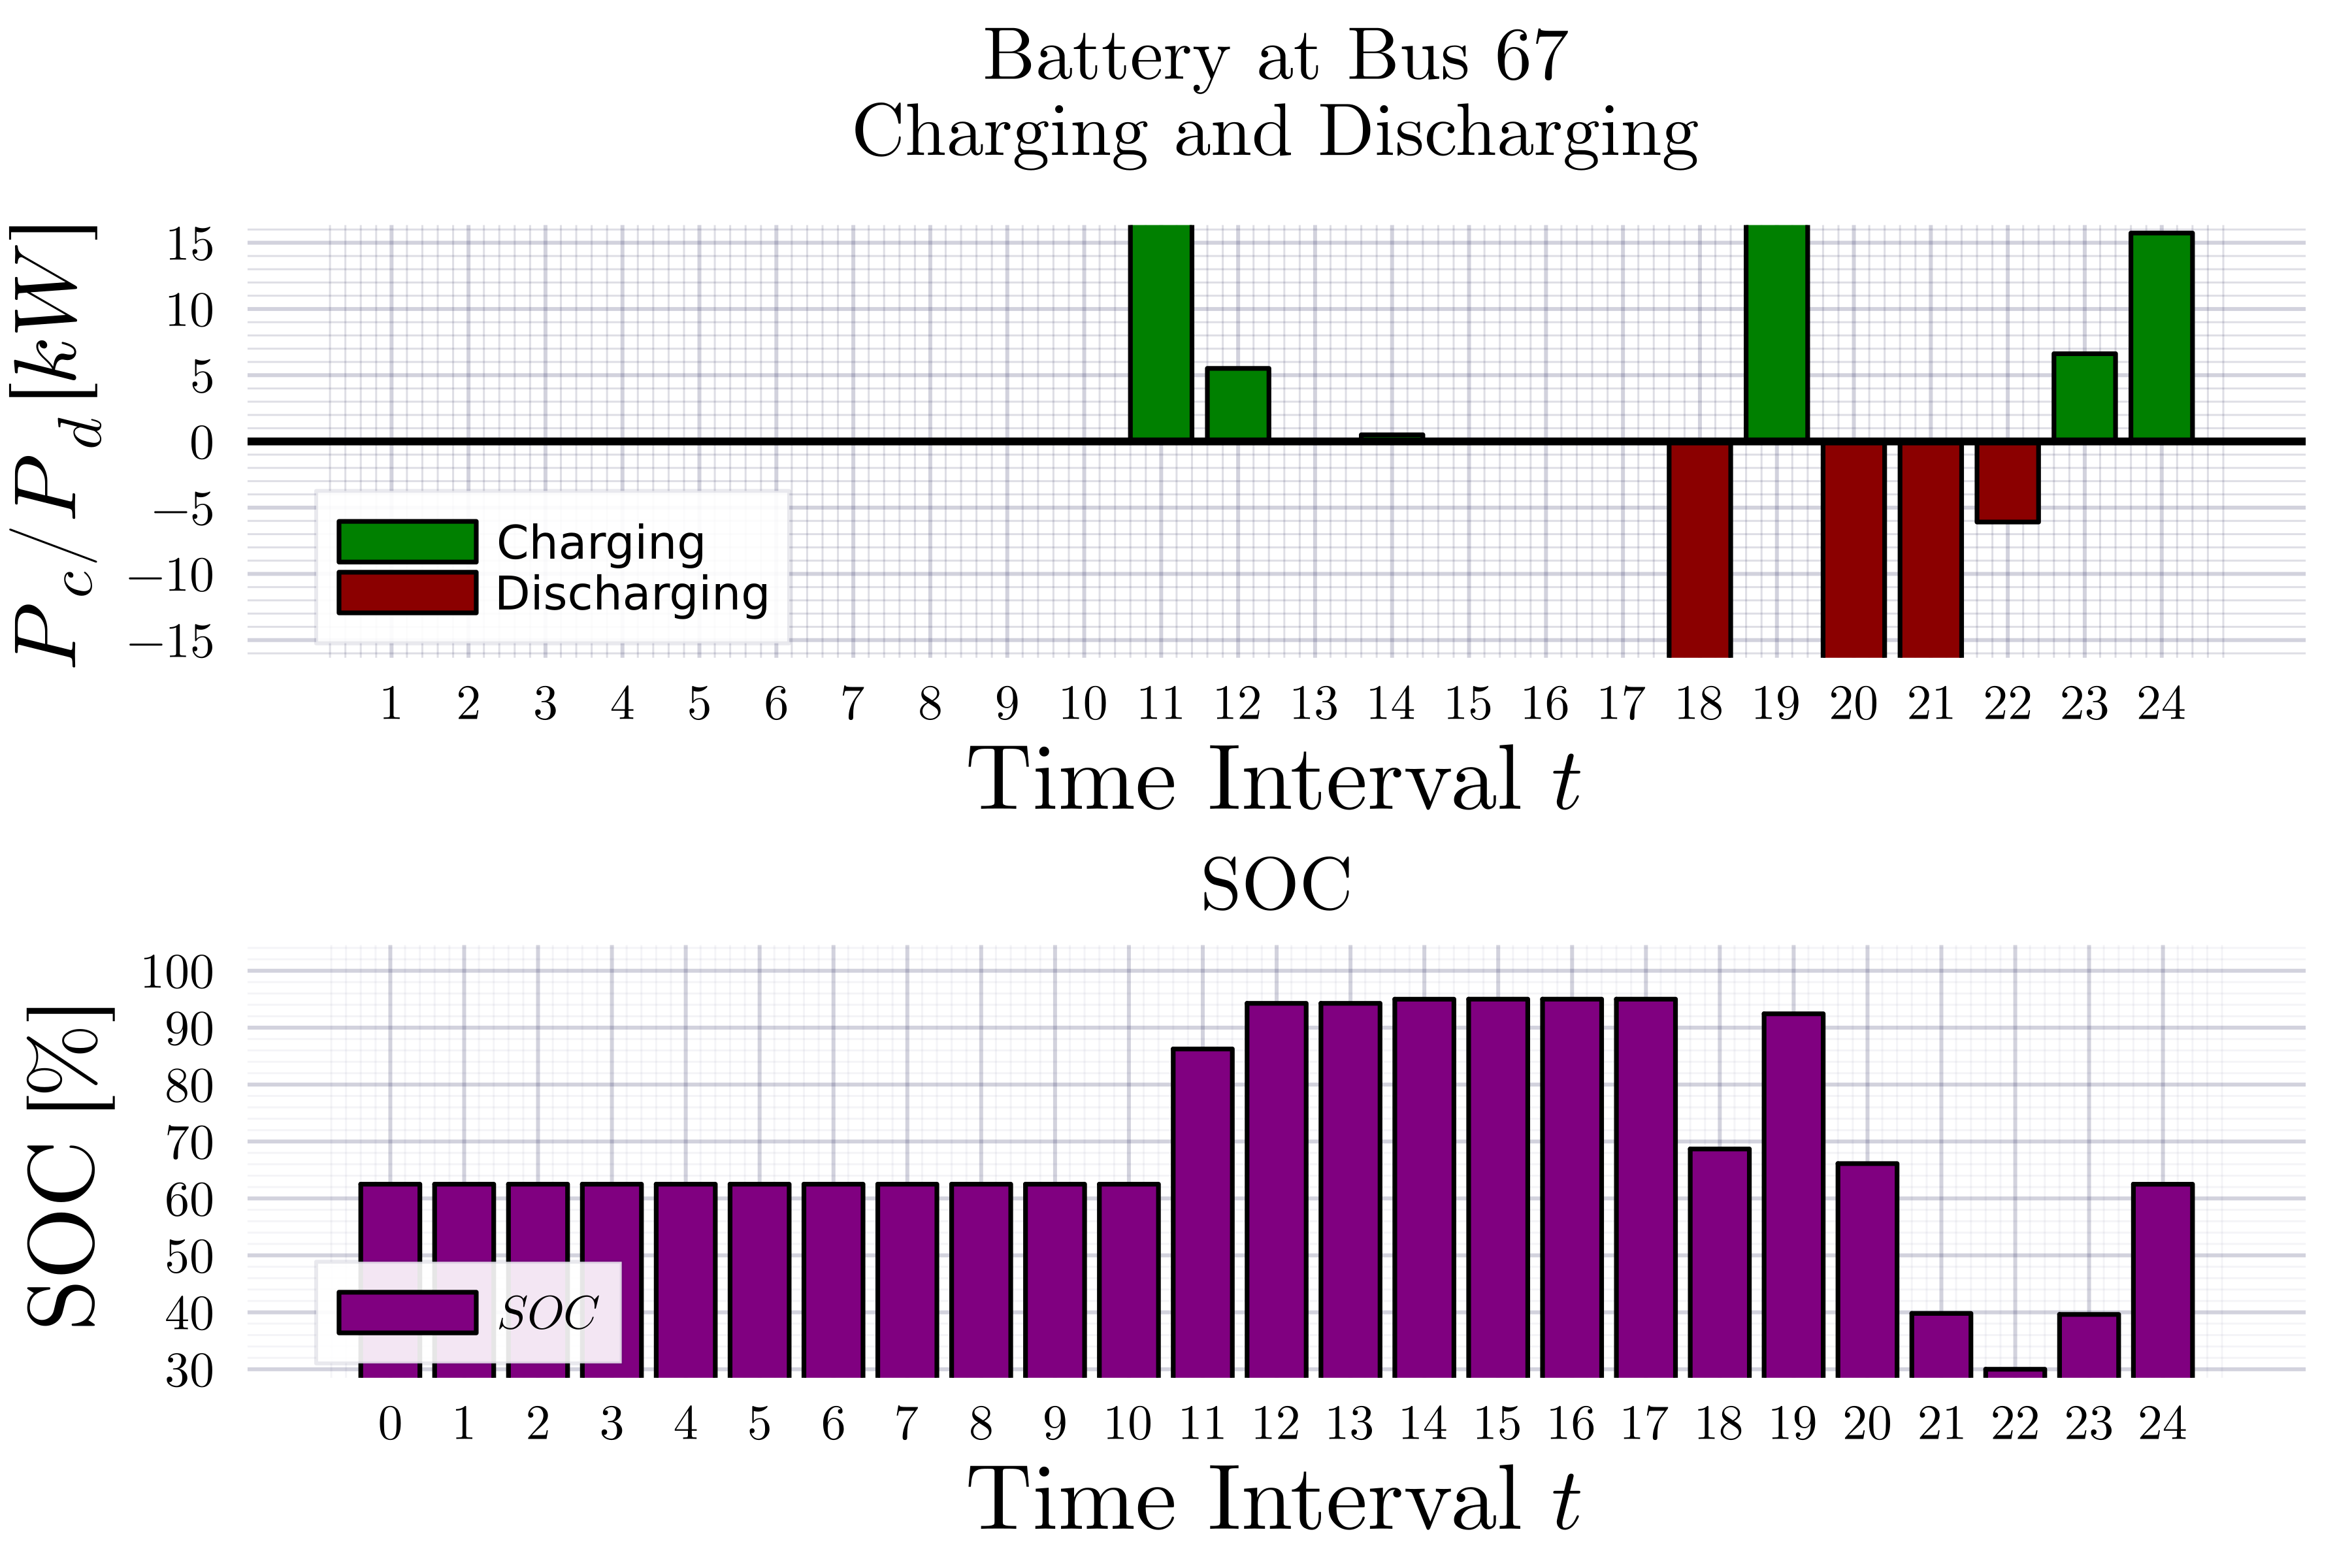 Battery at Bus 67
Charging and Discharging
P_c/P_d [kW]
15
10
5
0
−5
−10
−15
Charging
Discharging
1 2 3 4 5 6 7 8 9 10 11 12 13 14 15 16 17 18 19 20 21 22 23 24
Time Interval t
SOC
SOC [%]
100
90
80
70
60
50
40
30
SOC
0 1 2 3 4 5 6 7 8 9 10 11 12 13 14 15 16 17 18 19 20 21 22 23 24
Time Interval t